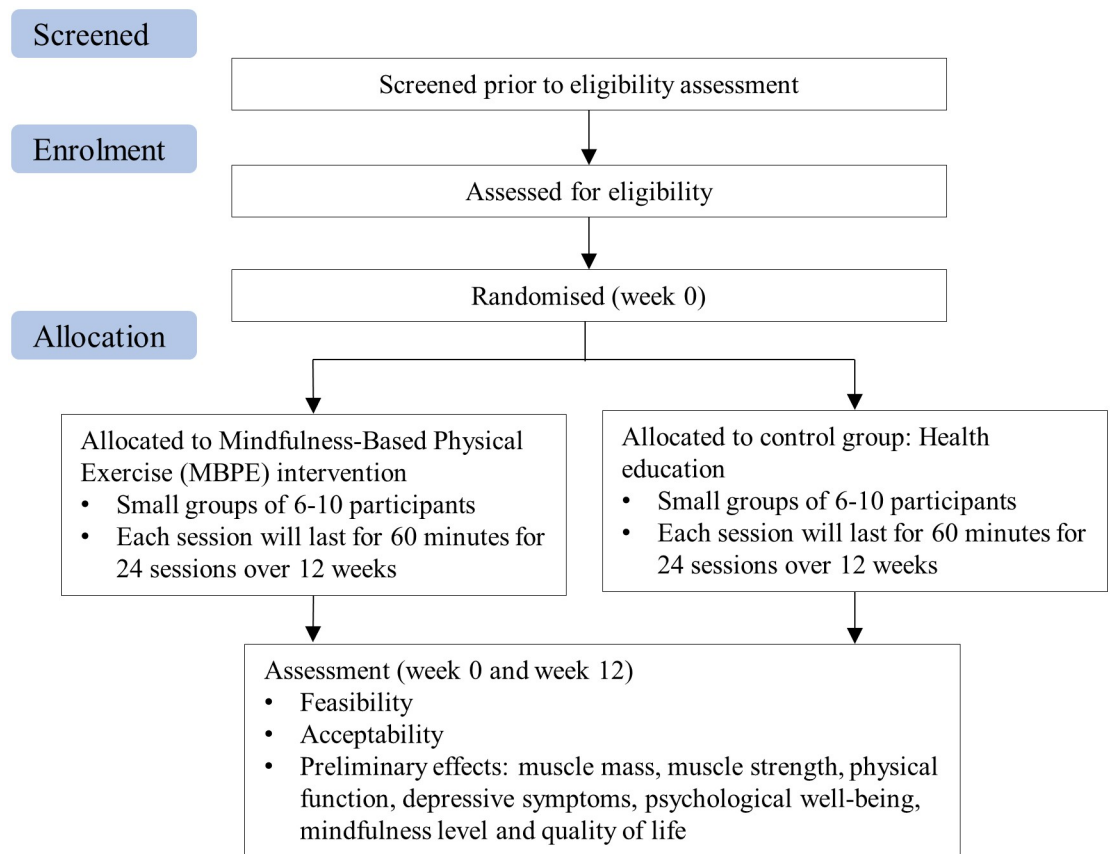 Screened
Screened prior to eligibility assessment
Enrolment
Assessed for eligibility
Randomised (week 0)
Allocation
Allocated to Mindfulness-Based Physical
Exercise (MBPE) intervention
• Small groups of 6-10 participants
• Each session will last for 60 minutes for
24 sessions over 12 weeks
Allocated to control group: Health
education
• Small groups of 6-10 participants
• Each session will last for 60 minutes for
24 sessions over 12 weeks
Assessment (week 0 and week 12)
• Feasibility
• Acceptability
• Preliminary effects: muscle mass, muscle strength, physical
function, depressive symptoms, psychological well-being,
mindfulness level and quality of life